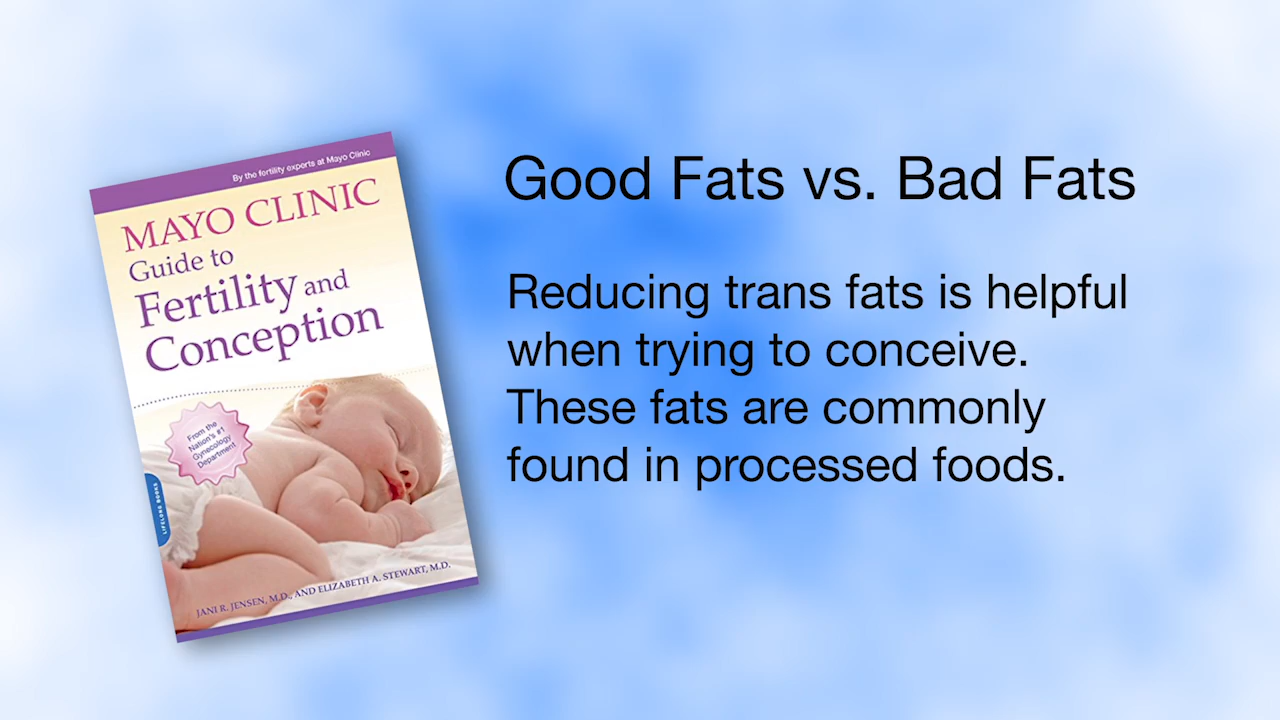 By the fertility experts at Mayo Clinic
MAYO CLINIC
Guide to
Fertility and
Conception
From the
Nation's #1
Gynecology
Department
LIFELONG BOOKS
JANI R. JENSEN, M.D., AND ELIZABETH A. STEWART, M.D.
Good Fats vs. Bad Fats
Reducing trans fats is helpful
when trying to conceive.
These fats are commonly
found in processed foods.